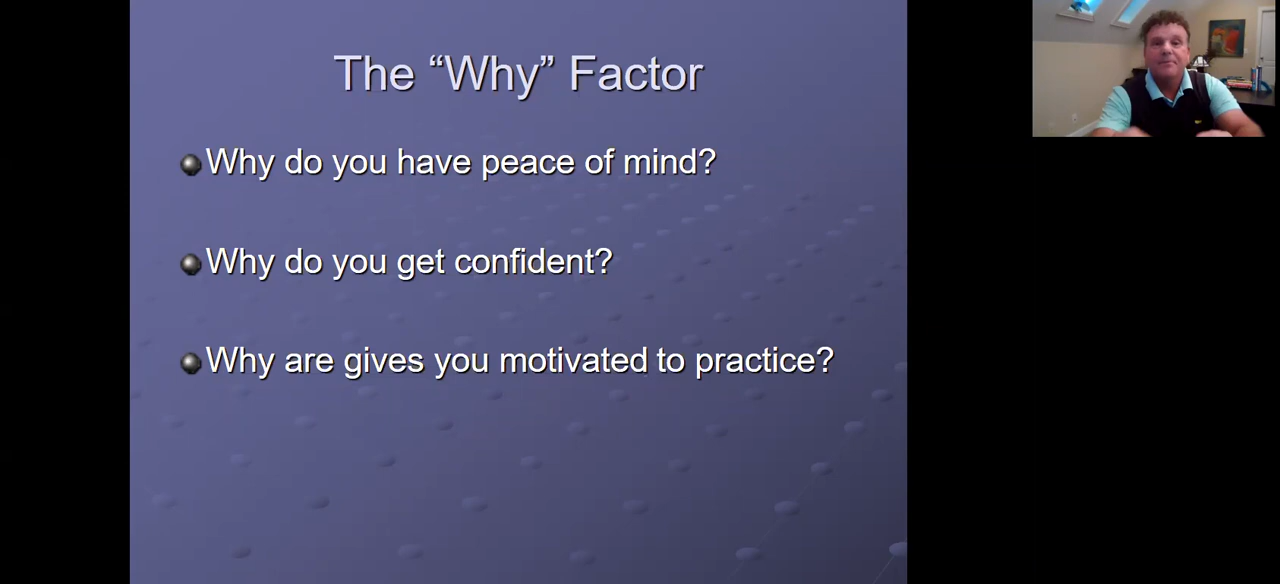 The “Why” Factor
Why do you have peace of mind?
Why do you get confident?
Why are gives you motivated to practice?